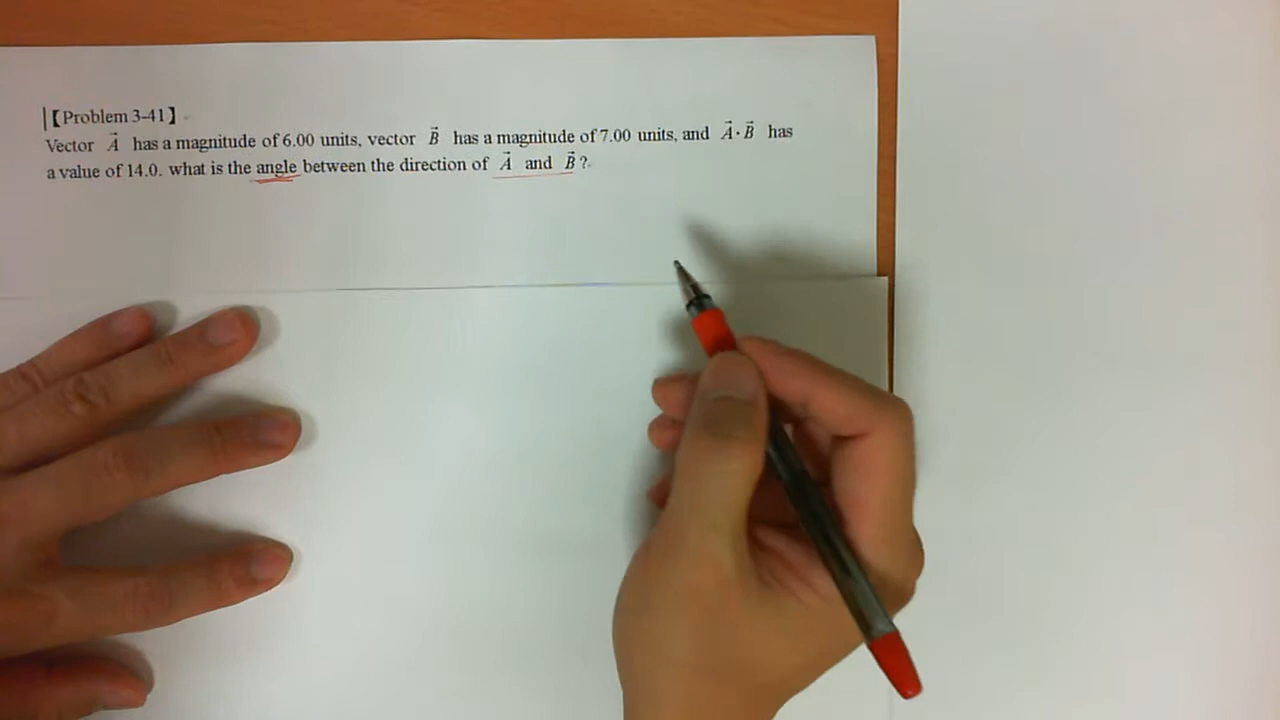 【Problem 3-41】
Vector A⃗ has a magnitude of 6.00 units, vector B⃗ has a magnitude of 7.00 units, and A⃗·B⃗ has
a value of 14.0. what is the angle between the direction of A⃗ and B⃗ ?